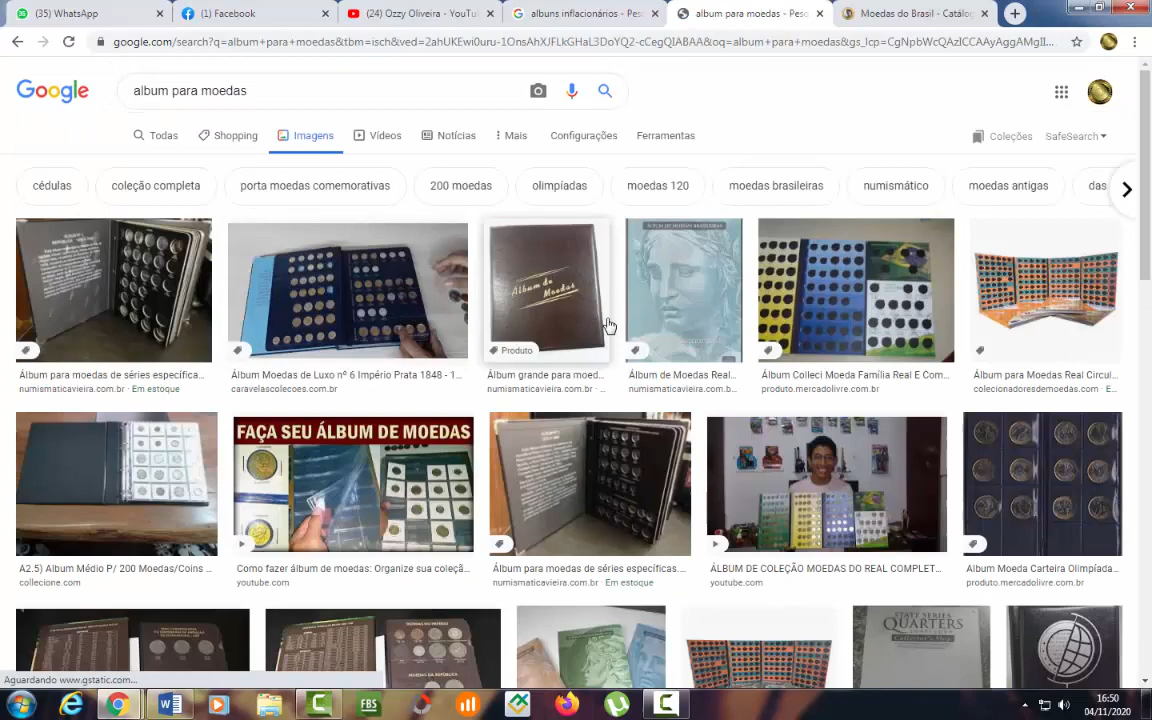 (35) WhatsApp
(1) Facebook
(24) Ozzy Oliveira - YouTu
albuns inflacionários - Pes
album para moedas - Peso
Moedas do Brasil - Catálog
google.com/search?q=album+para+moedas&tbm=isch&ved=2ahUKEwi0uru-1OnsAhXJFLkGHaL3DoYQ2-cCegQIABAA&oq=album+para+moedas&gs_lcp=CgNpbWcQAzICCAAyAggAMgII...
Google
album para moedas
Todas
Shopping
Imagens
Vídeos
Notícias
Mais
Configurações
Ferramentas
Coleções
SafeSearch
cédulas
coleção completa
porta moedas comemorativas
200 moedas
olimpíadas
moedas 120
moedas brasileiras
numismático
moedas antigas
das
Álbum de Moedas
ÁLBUM DE MOEDAS BRASILEIRAS
Produto
Álbum para moedas de séries específica...
numismaticavieira.com.br · Em estoque
Álbum Moedas de Luxo nº 6 Império Prata 1848 - 1...
caravelascolecoes.com.br
Álbum grande para moed...
numismaticavieira.com.br · ...
Álbum de Moedas Real...
numismaticavieira.com.br
Álbum Colleci Moeda Família Real E Com...
produto.mercadolivre.com.br
Álbum para Moedas Real Circul...
colecionadoresdemoedas.com · E...
FAÇA SEU ÁLBUM DE MOEDAS
A2.5) Album Médio P/ 200 Moedas/Coins ...
collecione.com
Como fazer álbum de moedas: Organize sua coleçã...
youtube.com
Álbum para moedas de séries específicas....
numismaticavieira.com.br · Em estoque
ÁLBUM DE COLEÇÃO MOEDAS DO REAL COMPLET...
youtube.com
Album Moeda Carteira Olimpíada...
produto.mercadolivre.com.br
STATE SERIES
QUARTERS
Aguardando www.gstatic.com...
FBS
16:50
04/11/2020